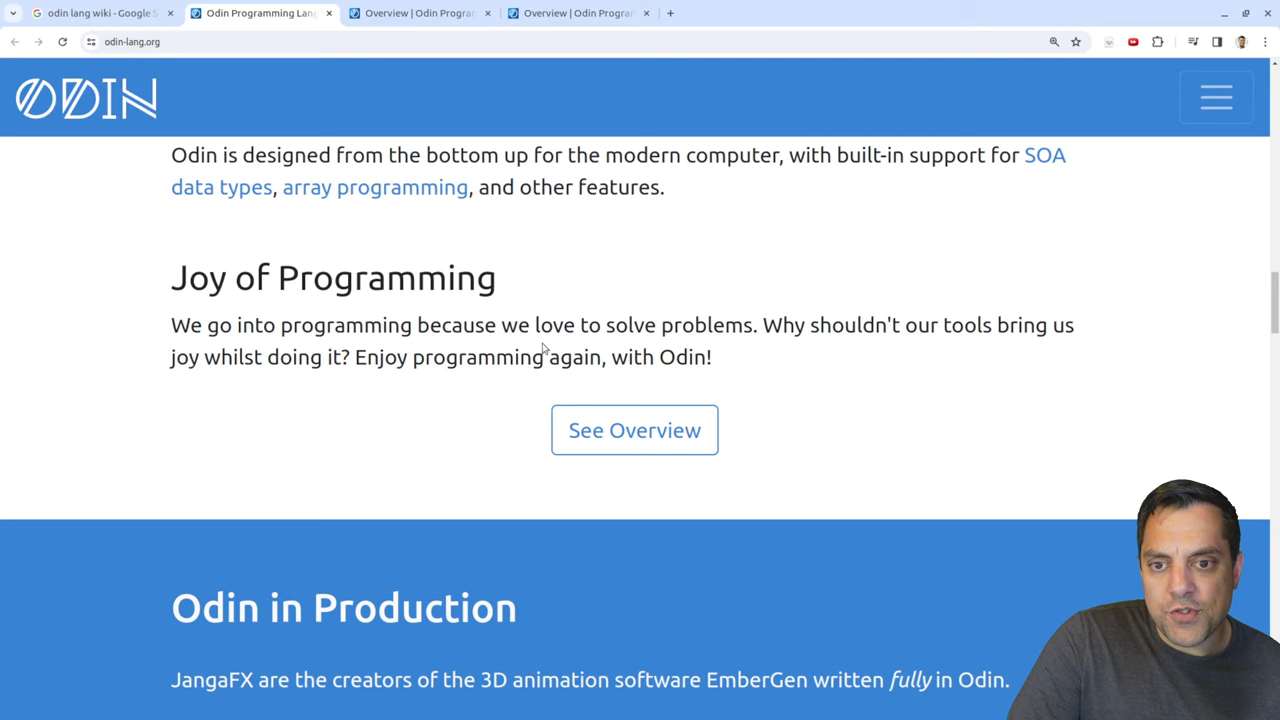 odin lang wiki - Google S
Odin Programming Lang
Overview | Odin Program
Overview | Odin Program
odin-lang.org
ODIN
Odin is designed from the bottom up for the modern computer, with built-in support for SOA
data types, array programming, and other features.
Joy of Programming
We go into programming because we love to solve problems. Why shouldn't our tools bring us
joy whilst doing it? Enjoy programming again, with Odin!
See Overview
Odin in Production
JangaFX are the creators of the 3D animation software EmberGen written fully in Odin.